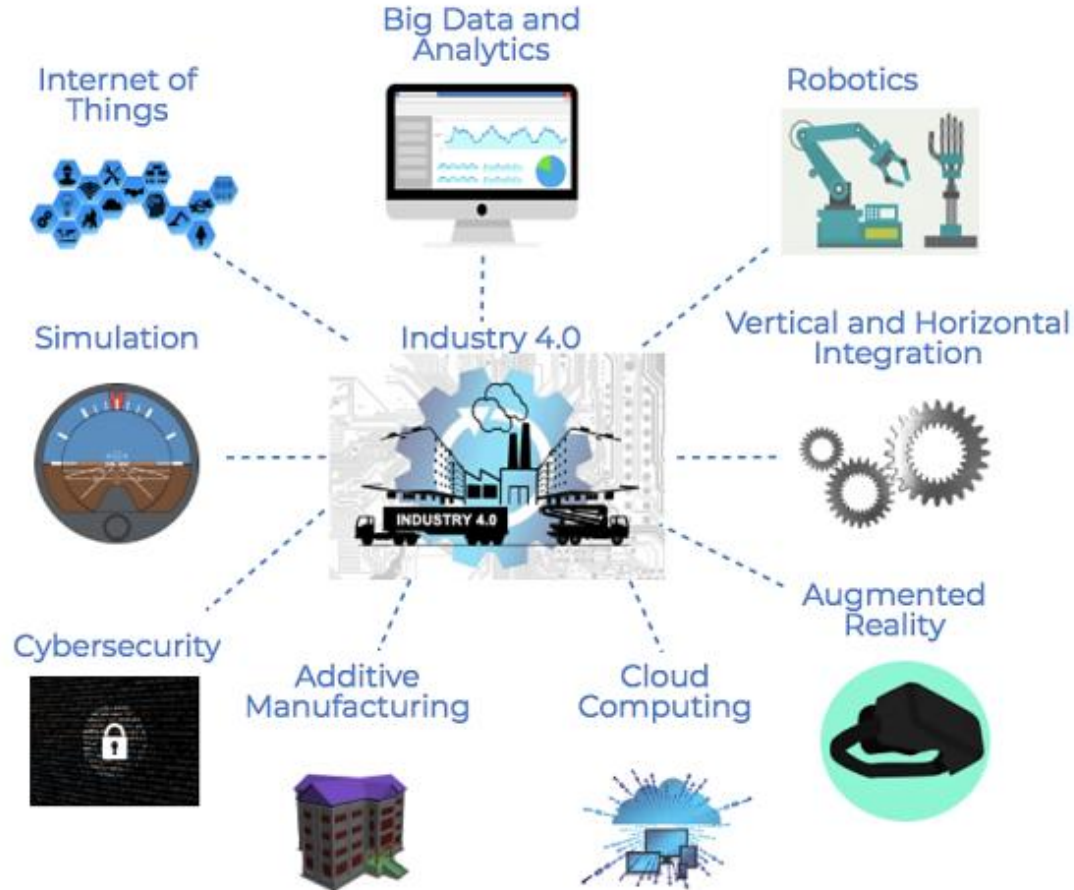 Big Data and
Analytics
Internet of
Things
Robotics
Simulation
Industry 4.0
Vertical and Horizontal
Integration
INDUSTRY 4.0
Augmented
Reality
Cybersecurity
Additive
Manufacturing
Cloud
Computing